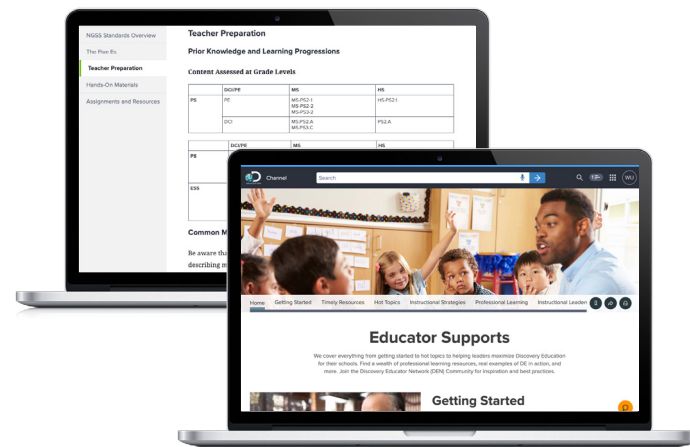 NGSS Standards Overview
The Five Es
Teacher Preparation
Hands-On Materials
Assignments and Resources
Teacher Preparation
Prior Knowledge and Learning Progressions
Content Assessed at Grade Levels
DCI/PE MS HS
PS PE MS-PS2-1 HS-PS2-1
MS-PS2-2
MS-PS3-2
DCI MS-PS2.A PS2.A
MS-PS3.C
DCI/PE MS HS
PS
ESS
Common M
Be aware tha
describing m
Channel
Search
WU
Home Getting Started Timely Resources Hot Topics Instructional Strategies Professional Learning Instructional Leaders
Educator Supports
We cover everything from getting started to hot topics to helping leaders maximize Discovery Education
for their schools. Find a wealth of professional learning resources, real examples of DE in action, and
more. Join the Discovery Educator Network (DEN) Community for inspiration and best practices.
Getting Started